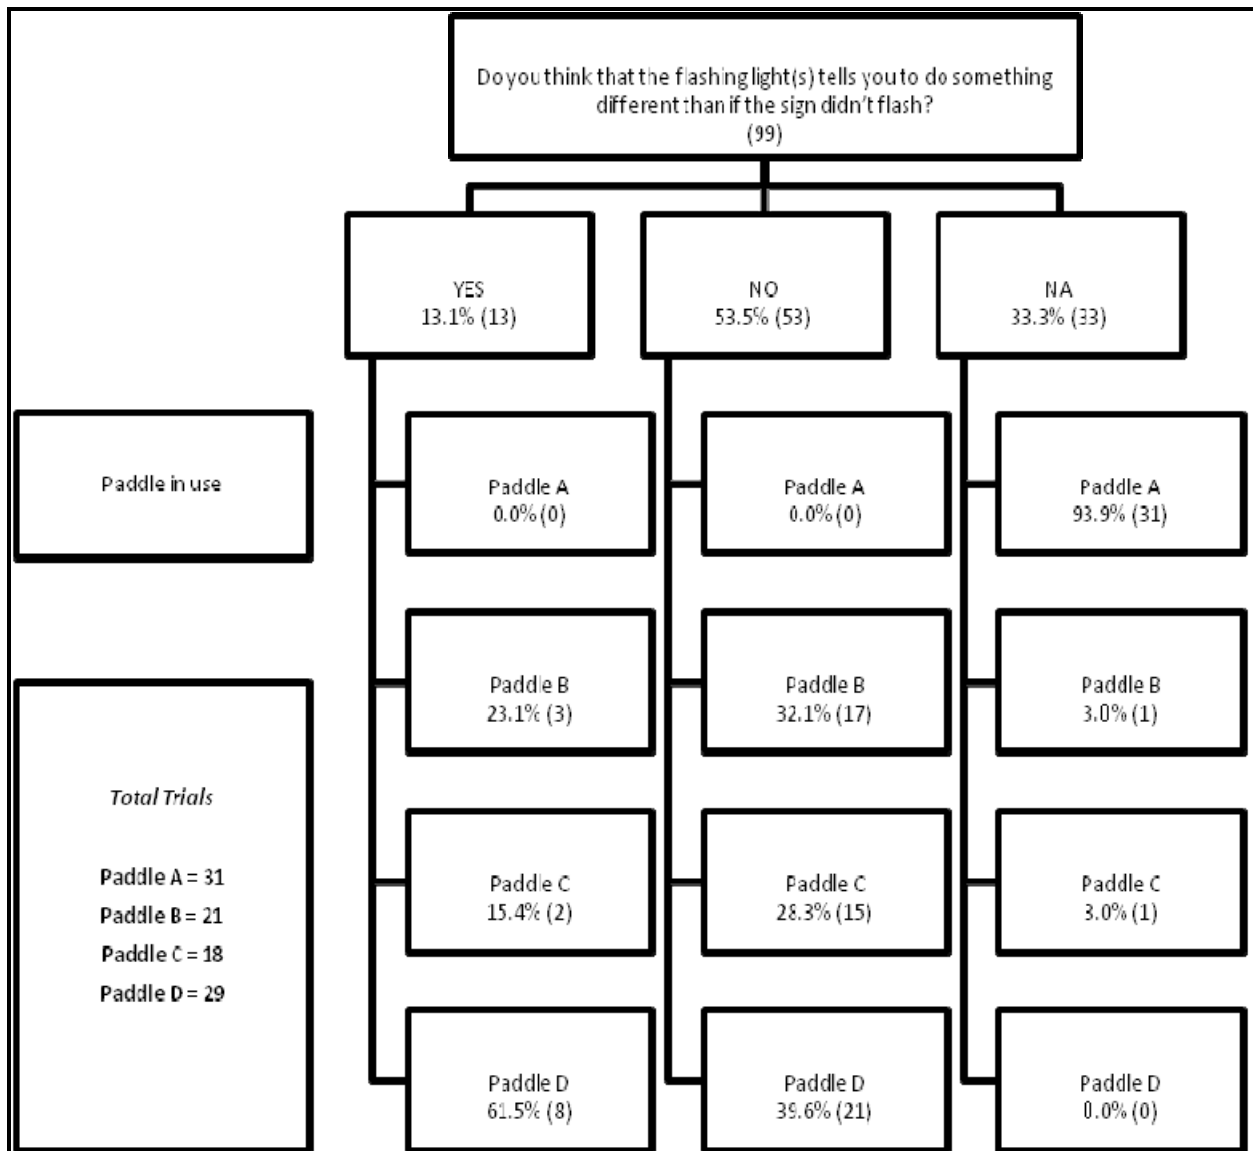 Do you think that the flashing light(s) tells you to do something
different than if the sign didn't flash?
(99)
YES
13.1% (13)
NO
53.5% (53)
NA
33.3% (33)
Paddle in use
Paddle A
0.0% (0)
Paddle A
0.0% (0)
Paddle A
93.9% (31)
Paddle B
23.1% (3)
Paddle B
32.1% (17)
Paddle B
3.0% (1)
Total Trials
Paddle A = 31
Paddle B = 21
Paddle C = 18
Paddle D = 29
Paddle C
15.4% (2)
Paddle C
28.3% (15)
Paddle C
3.0% (1)
Paddle D
61.5% (8)
Paddle D
39.6% (21)
Paddle D
0.0% (0)